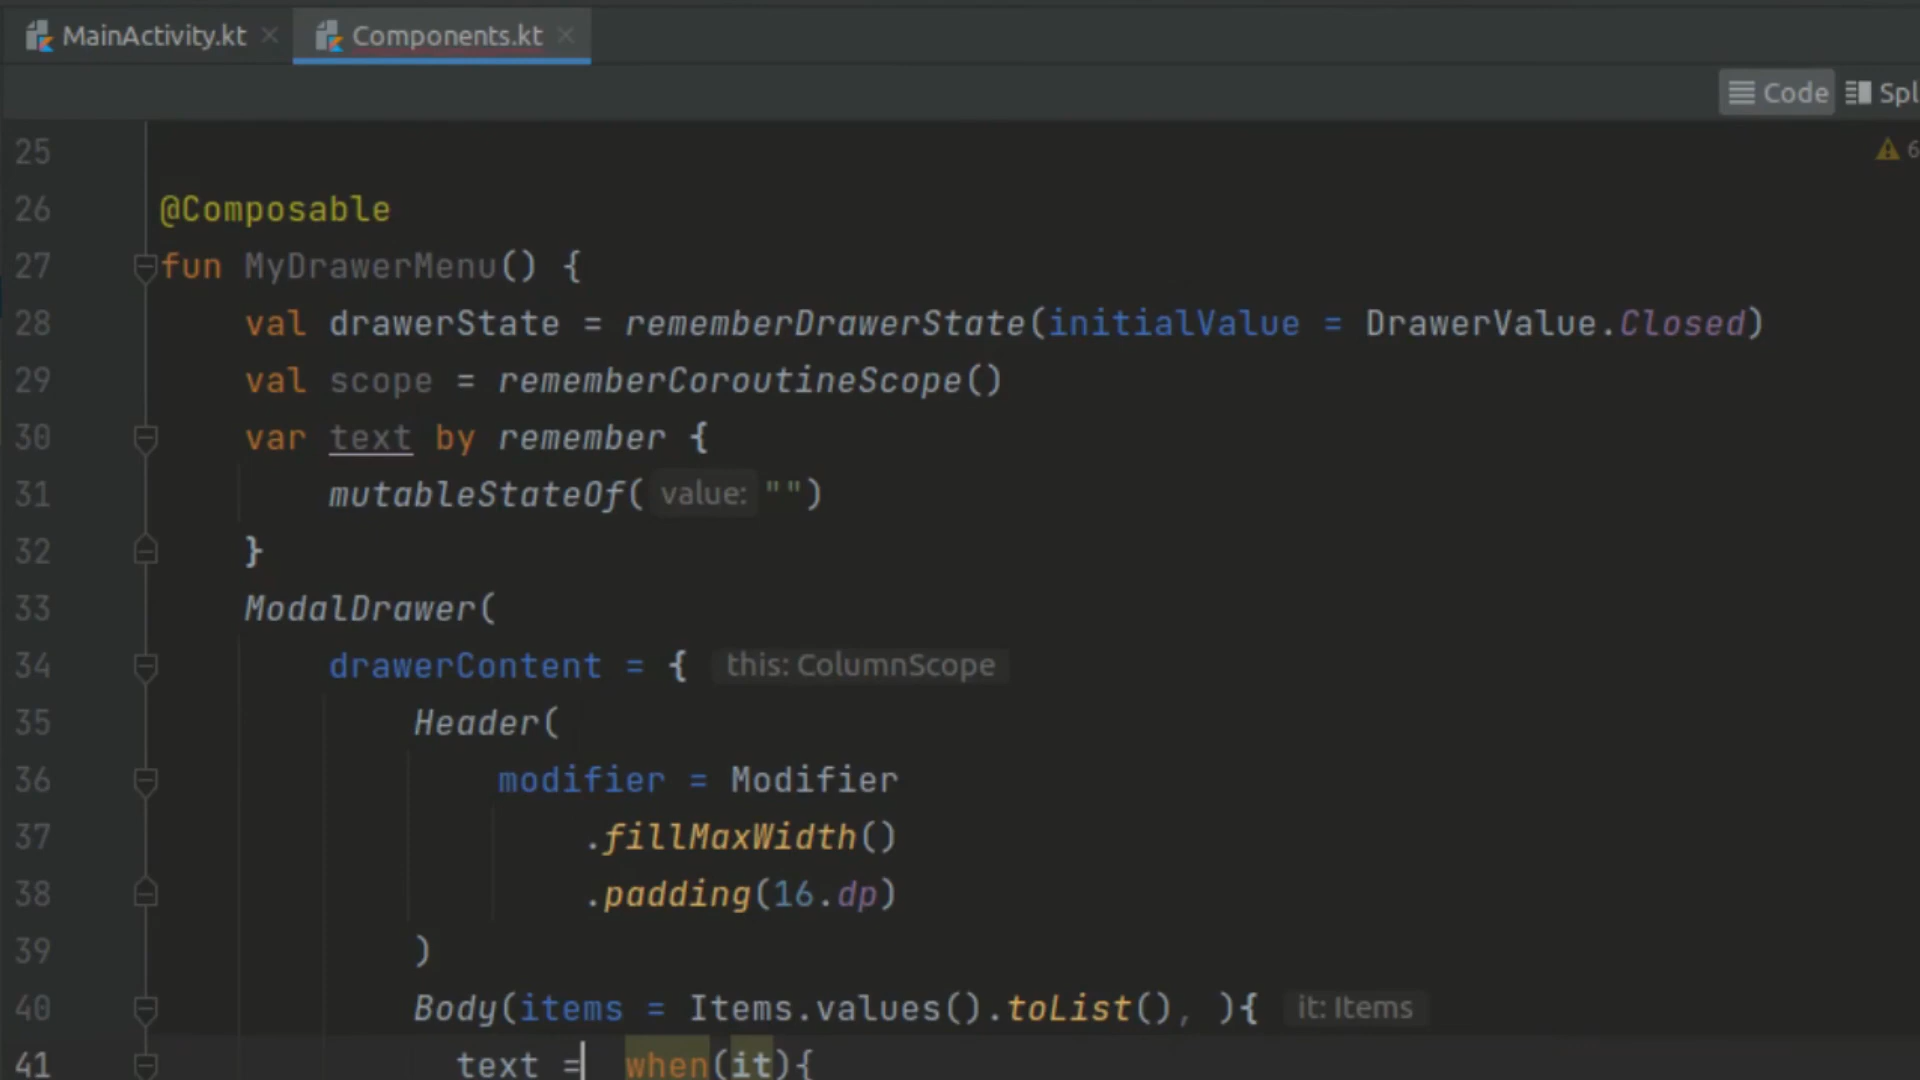 MainActivity.kt
Components.kt
Code
Spl
25
6
26 @Composable
27 fun MyDrawerMenu() {
28 val drawerState = rememberDrawerState(initialValue = DrawerValue.Closed)
29 val scope = rememberCoroutineScope()
30 var text by remember {
31 mutableStateOf( value: "")
32 }
33 ModalDrawer(
34 drawerContent = { this: ColumnScope
35 Header(
36 modifier = Modifier
37 .fillMaxWidth()
38 .padding(16.dp)
39 )
40 Body(items = Items.values().toList(), ){ it: Items
41 text = when(it){